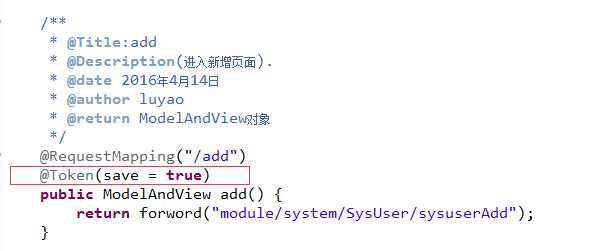 /**
* @Title:add
* @Description(进入新增页面).
* @date 2016年4月14日
* @author luyao
* @return ModelAndView对象
*/
@RequestMapping("/add")
@Token(save = true)
public ModelAndView add() {
return forword("module/system/SysUser/sysuserAdd");
}